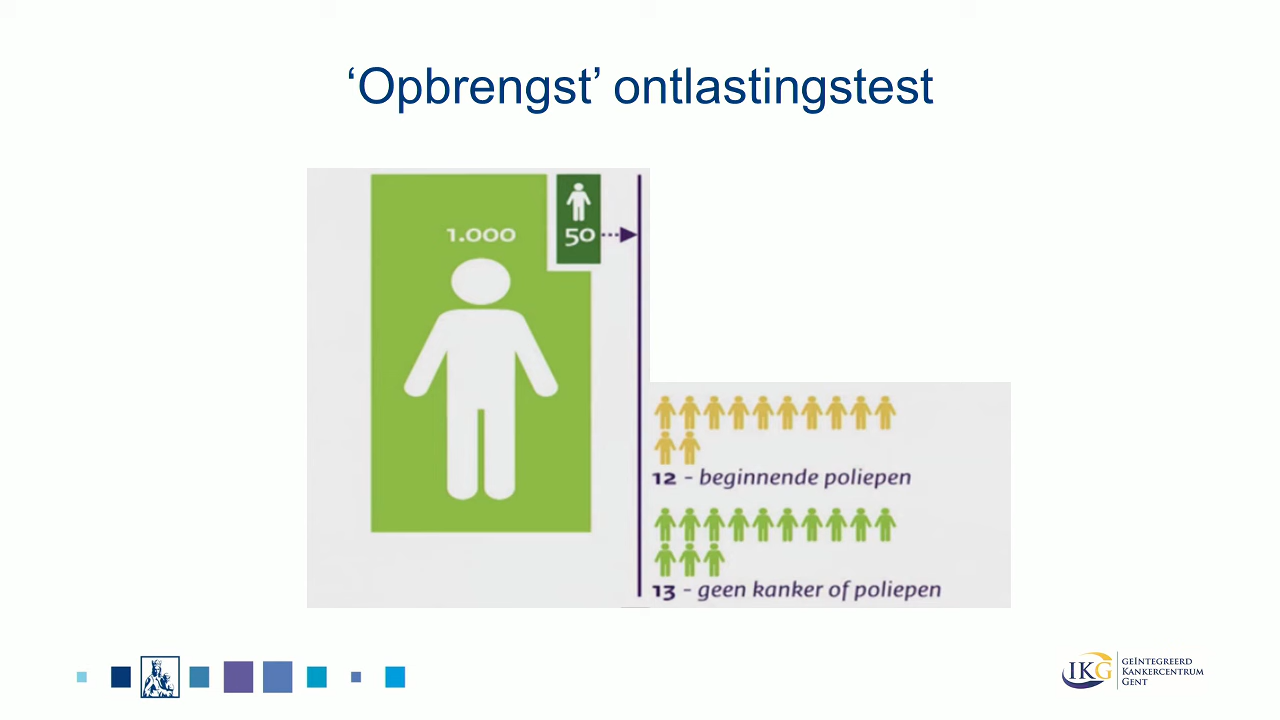 ‘Opbrengst’ ontlastingstest
1.000
50
12 - beginnende poliepen
13 - geen kanker of poliepen
IKG
GEÏNTEGREERD
KANKERCENTRUM
GENT